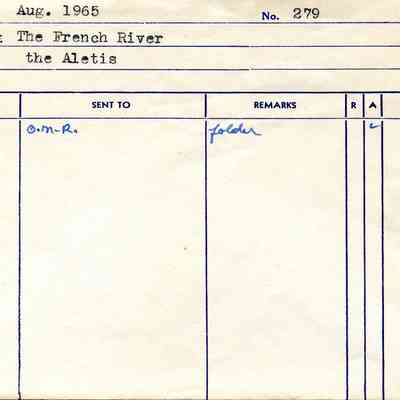 Aug. 1965 No. 279
: The French River
the Aletis
SENT TO REMARKS R A
O.M.R. folder ✓